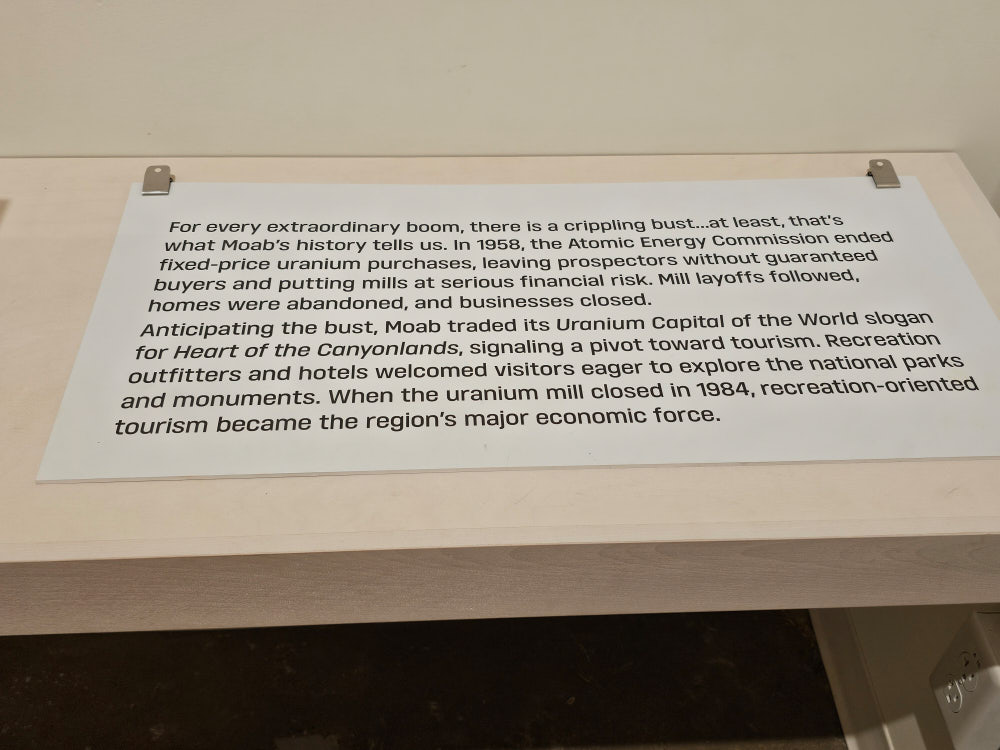 For every extraordinary boom, there is a crippling bust...at least, that's
what Moab's history tells us. In 1958, the Atomic Energy Commission ended
fixed-price uranium purchases, leaving prospectors without guaranteed
buyers and putting mills at serious financial risk. Mill layoffs followed,
homes were abandoned, and businesses closed.
Anticipating the bust, Moab traded its Uranium Capital of the World slogan
for Heart of the Canyonlands, signaling a pivot toward tourism. Recreation
outfitters and hotels welcomed visitors eager to explore the national parks
and monuments. When the uranium mill closed in 1984, recreation-oriented
tourism became the region's major economic force.